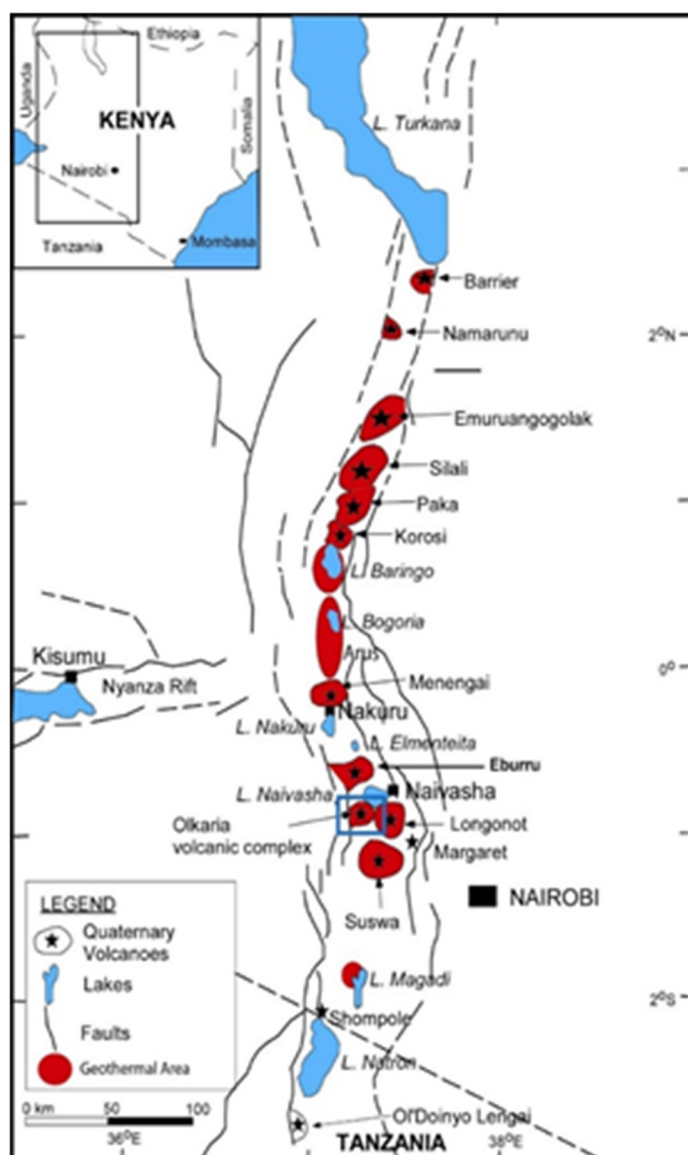 Ethiopia
Uganda
KENYA
Somalia
Nairobi
Tanzania
Mombasa
L. Turkana
Barrier
Namarunu
2°N
Emuruangogolak
Silali
Paka
Korosi
L. Baringo
L. Bogoria
Arus
Kisumu
Nyanza Rift
0°
Menengai
Nakuru
L. Nakuru
L. Elmenteita
Eburru
L. Naivasha
Naivasha
Olkaria
volcanic complex
Longonot
Margaret
NAIROBI
Suswa
LEGEND
Quaternary
Volcanoes
Lakes
Faults
Geothermal Area
L. Magadi
2°S
Shompole
L. Natron
0 km 50 100
Ol'Doinyo Lengai
36°E
TANZANIA
38°E